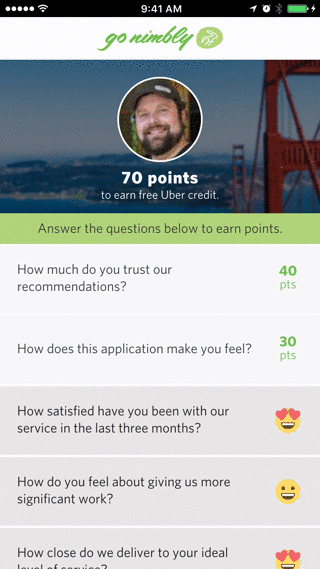 9:41 AM
go nimbly
70 points
to earn free Uber credit.
Answer the questions below to earn points.
How much do you trust our
recommendations?
40
pts
How does this application make you feel?
30
pts
How satisfied have you been with our
service in the last three months?
How do you feel about giving us more
significant work?
How close do we deliver to your ideal
level of service?